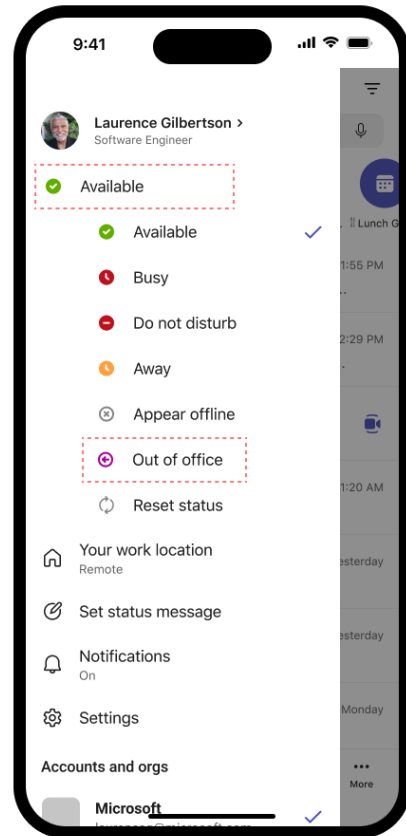 9:41
Laurence Gilbertson >
Software Engineer
Available
Available
Busy
Do not disturb
Away
Appear offline
Out of office
Reset status
Your work location
Remote
Set status message
Notifications
On
Settings
Accounts and orgs
Microsoft
Lunch G
1:55 PM
..
2:29 PM
.
1:20 AM
esterday
esterday
Monday
More